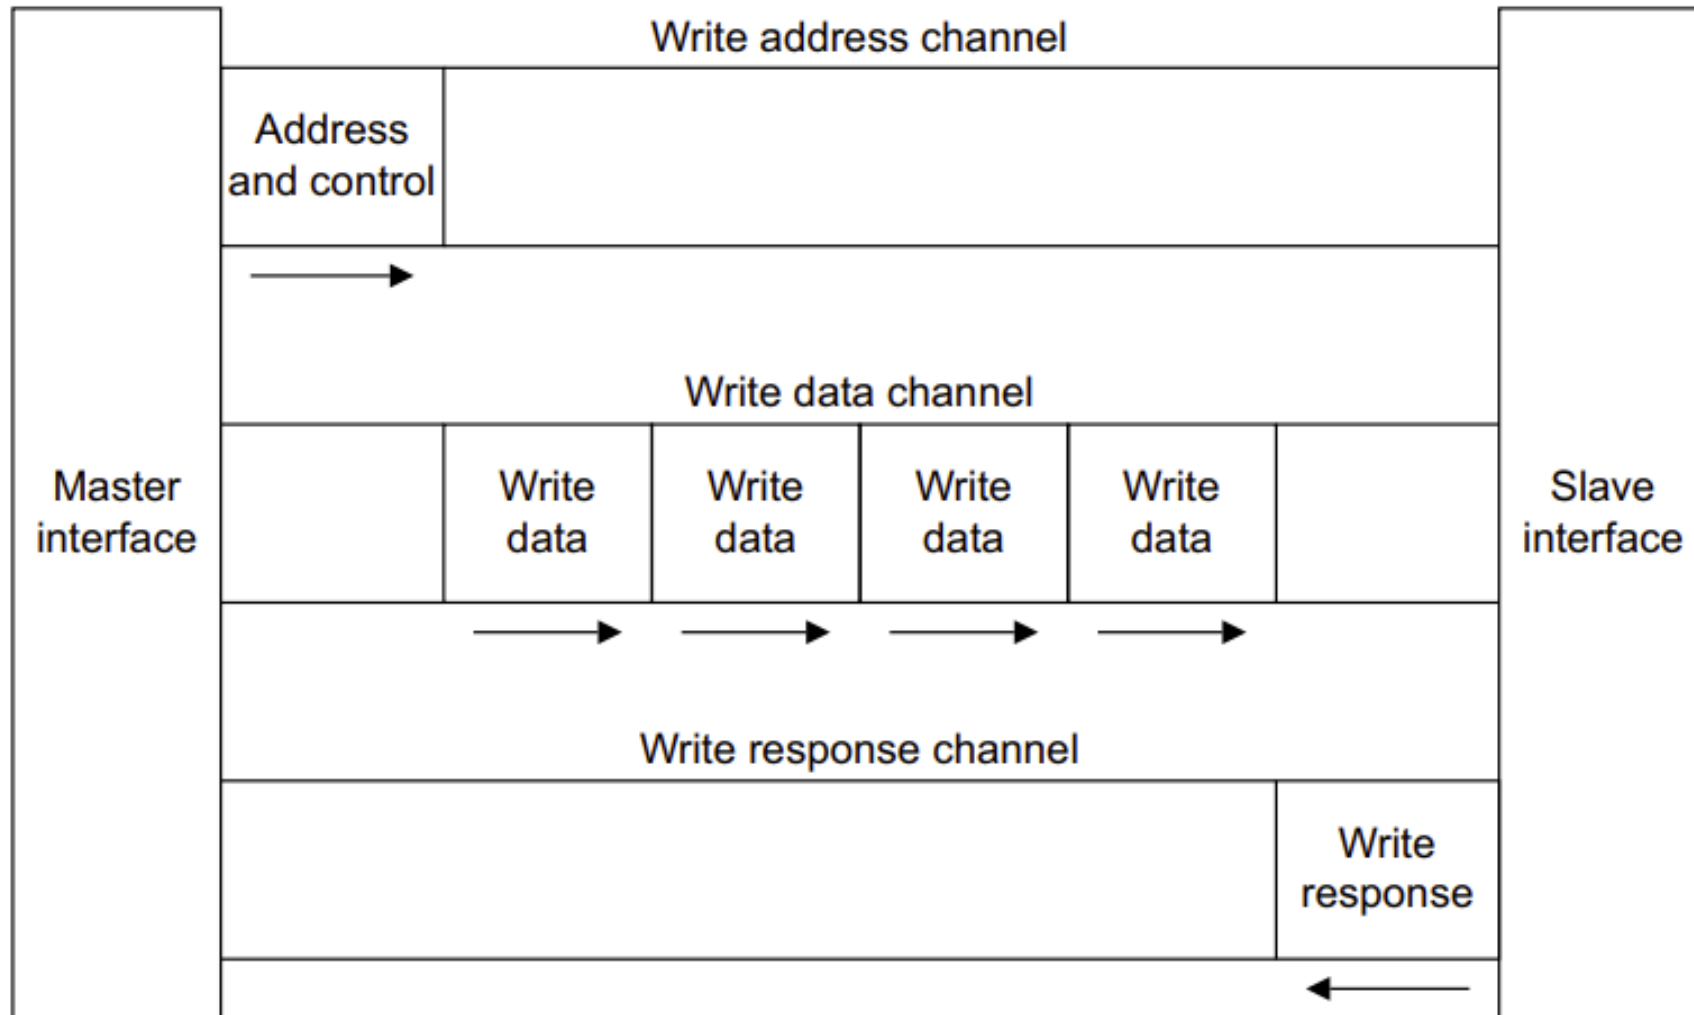 Write address channel
Address
and control
Write data channel
Master
interface
Write
data
Write
data
Write
data
Write
data
Slave
interface
Write response channel
Write
response